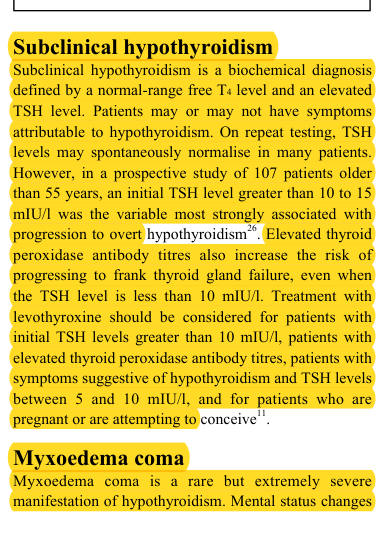 Subclinical hypothyroidism
Subclinical hypothyroidism is a biochemical diagnosis
defined by a normal-range free T4 level and an elevated
TSH level. Patients may or may not have symptoms
attributable to hypothyroidism. On repeat testing, TSH
levels may spontaneously normalise in many patients.
However, in a prospective study of 107 patients older
than 55 years, an initial TSH level greater than 10 to 15
mIU/l was the variable most strongly associated with
progression to overt hypothyroidism26. Elevated thyroid
peroxidase antibody titres also increase the risk of
progressing to frank thyroid gland failure, even when
the TSH level is less than 10 mIU/l. Treatment with
levothyroxine should be considered for patients with
initial TSH levels greater than 10 mIU/l, patients with
elevated thyroid peroxidase antibody titres, patients with
symptoms suggestive of hypothyroidism and TSH levels
between 5 and 10 mIU/l, and for patients who are
pregnant or are attempting to conceive11.
Myxoedema coma
Myxoedema coma is a rare but extremely severe
manifestation of hypothyroidism. Mental status changes